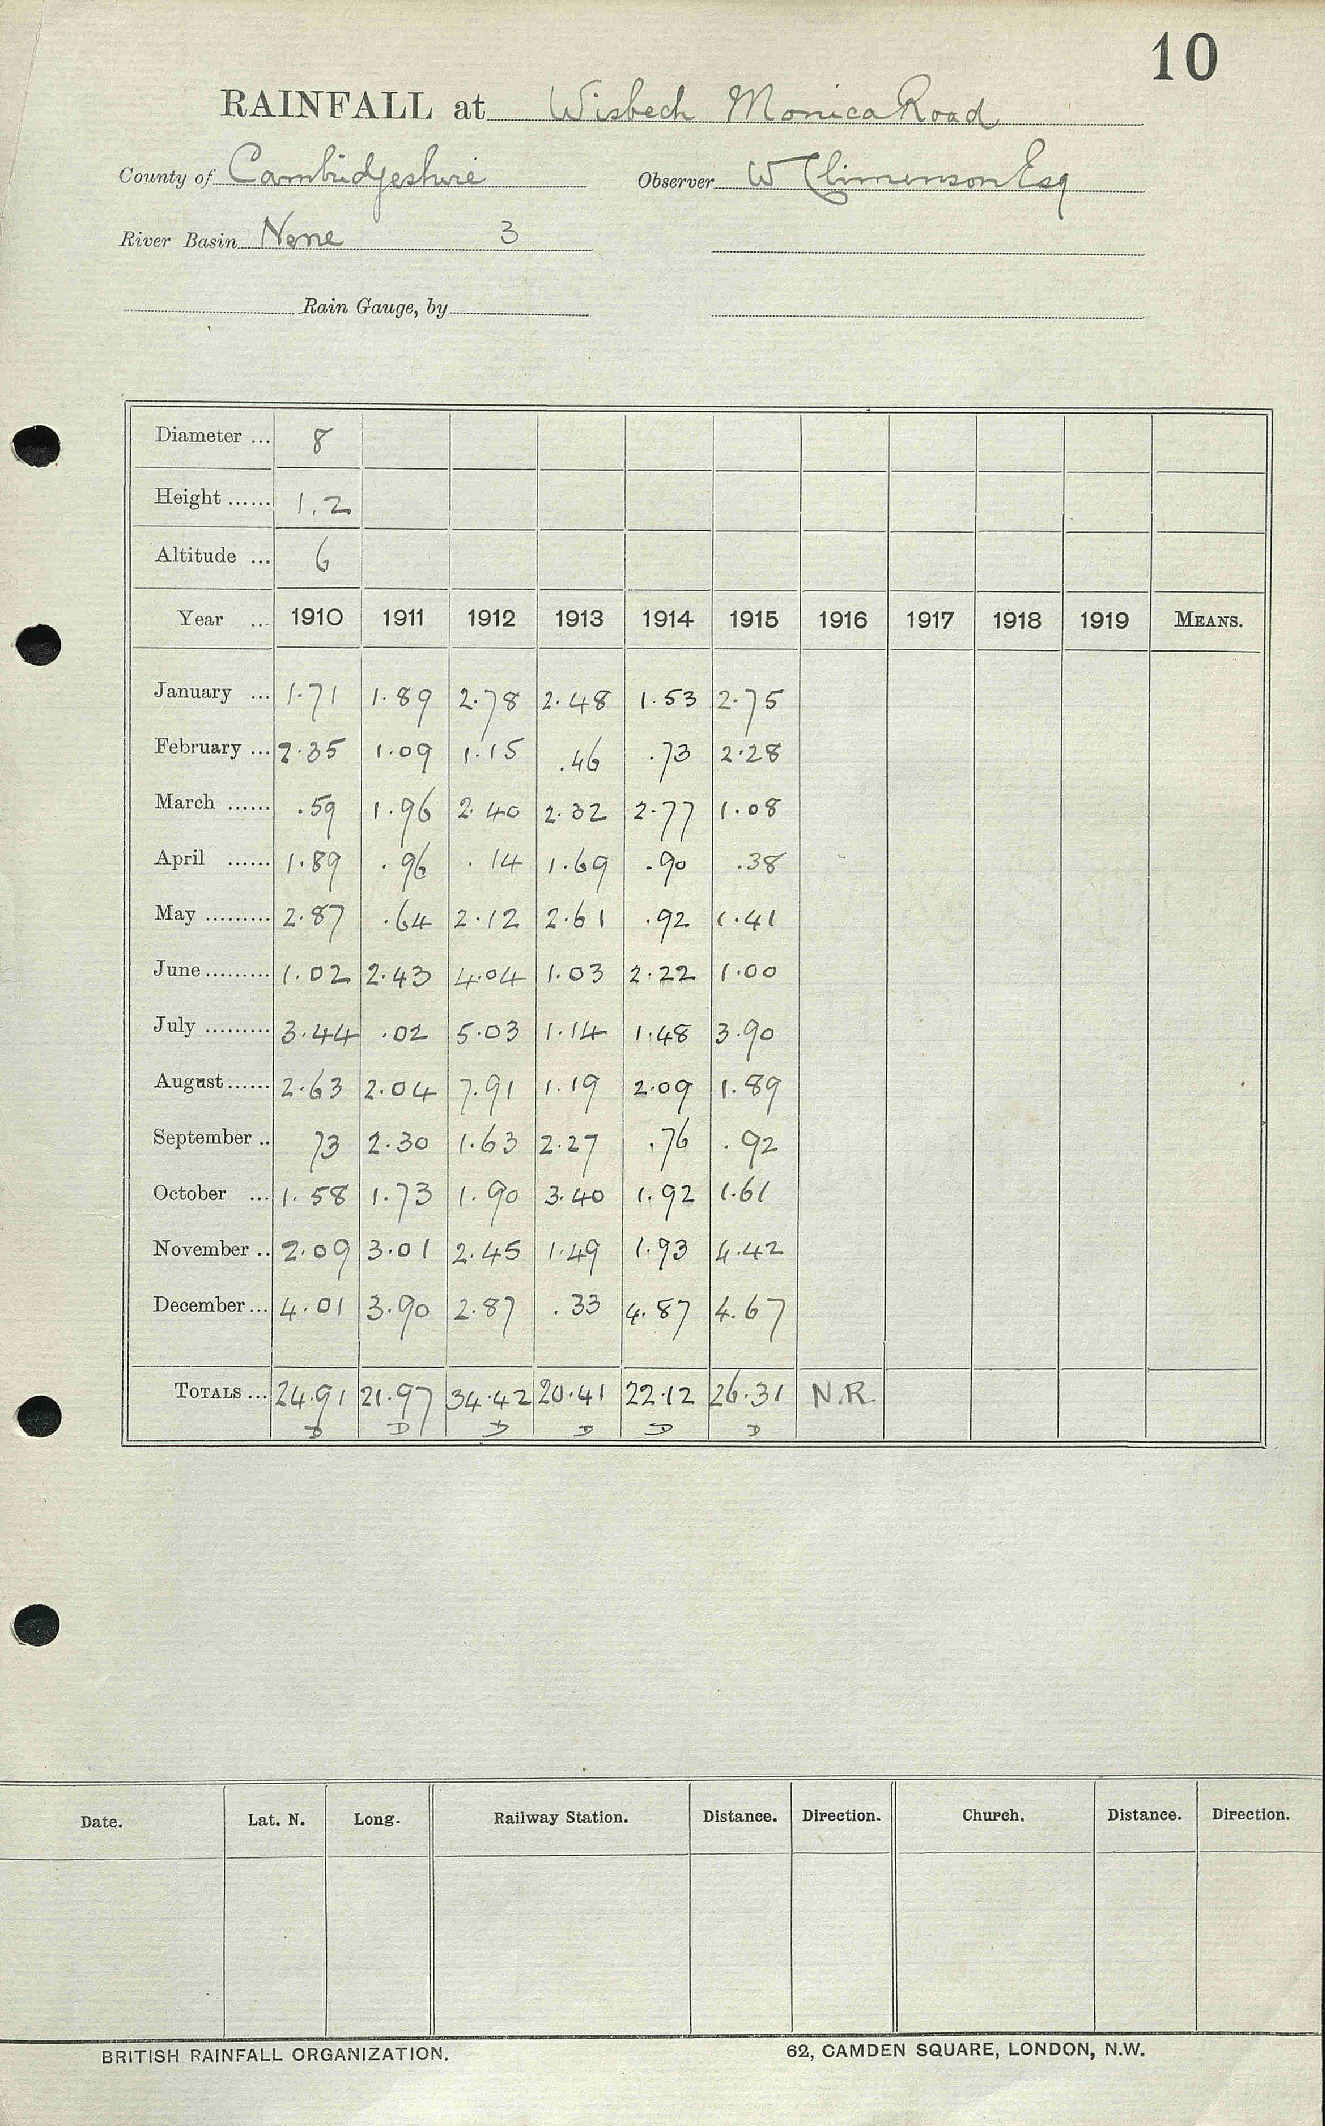 10
RAINFALL at Wisbech Monica Road
County of Cambridgeshire Observer W Climenson Esq
River Basin None 3
Rain Gauge, by
Diameter ... 8
Height ...... 1.2
Altitude ... 6
Year ... 1910 1911 1912 1913 1914 1915 1916 1917 1918 1919 MEANS.
January ... 1.71 1.89 2.78 2.48 1.53 2.75
February ... 2.35 1.09 1.15 .46 .73 2.28
March ...... .59 1.96 2.40 2.32 2.77 1.08
April ...... 1.89 .96 .14 1.69 .90 .38
May ......... 2.87 .64 2.12 2.61 .92 1.41
June ......... 1.02 2.43 4.04 1.03 2.22 1.00
July ......... 3.44 .02 5.03 1.14 1.48 3.90
August ...... 2.63 2.04 7.91 1.19 2.09 1.89
September .. 73 2.30 1.63 2.27 .76 .92
October ... 1.58 1.73 1.90 3.40 1.92 1.61
November .. 2.09 3.01 2.45 1.49 1.93 4.42
December ... 4.01 3.90 2.87 .33 4.87 4.67
TOTALS ... 24.91 21.97 34.42 20.41 22.12 26.31 N.R.
D D D D D D
Date. Lat. N. Long. Railway Station. Distance. Direction. Church. Distance. Direction.
BRITISH RAINFALL ORGANIZATION. 62, CAMDEN SQUARE, LONDON, N.W.